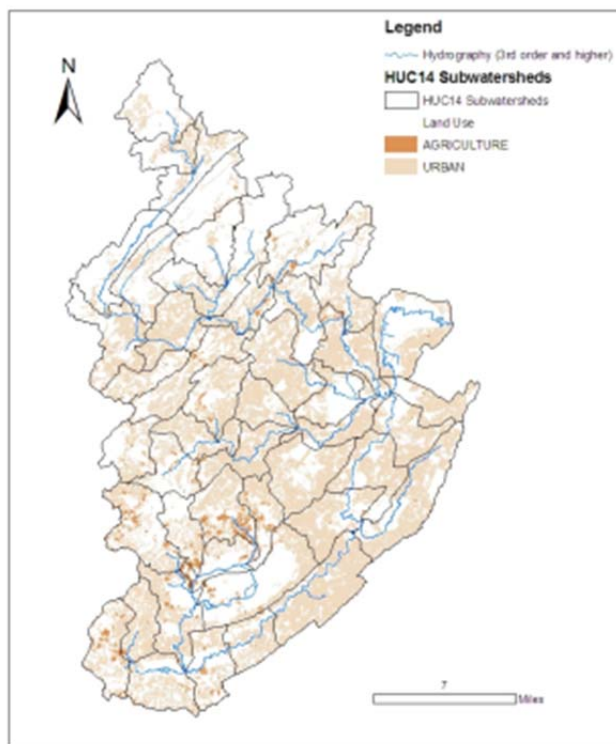 Legend
Hydrography (3rd order and higher)
HUC14 Subwatersheds
HUC14 Subwatersheds
Land Use
AGRICULTURE
URBAN
N
7
Miles